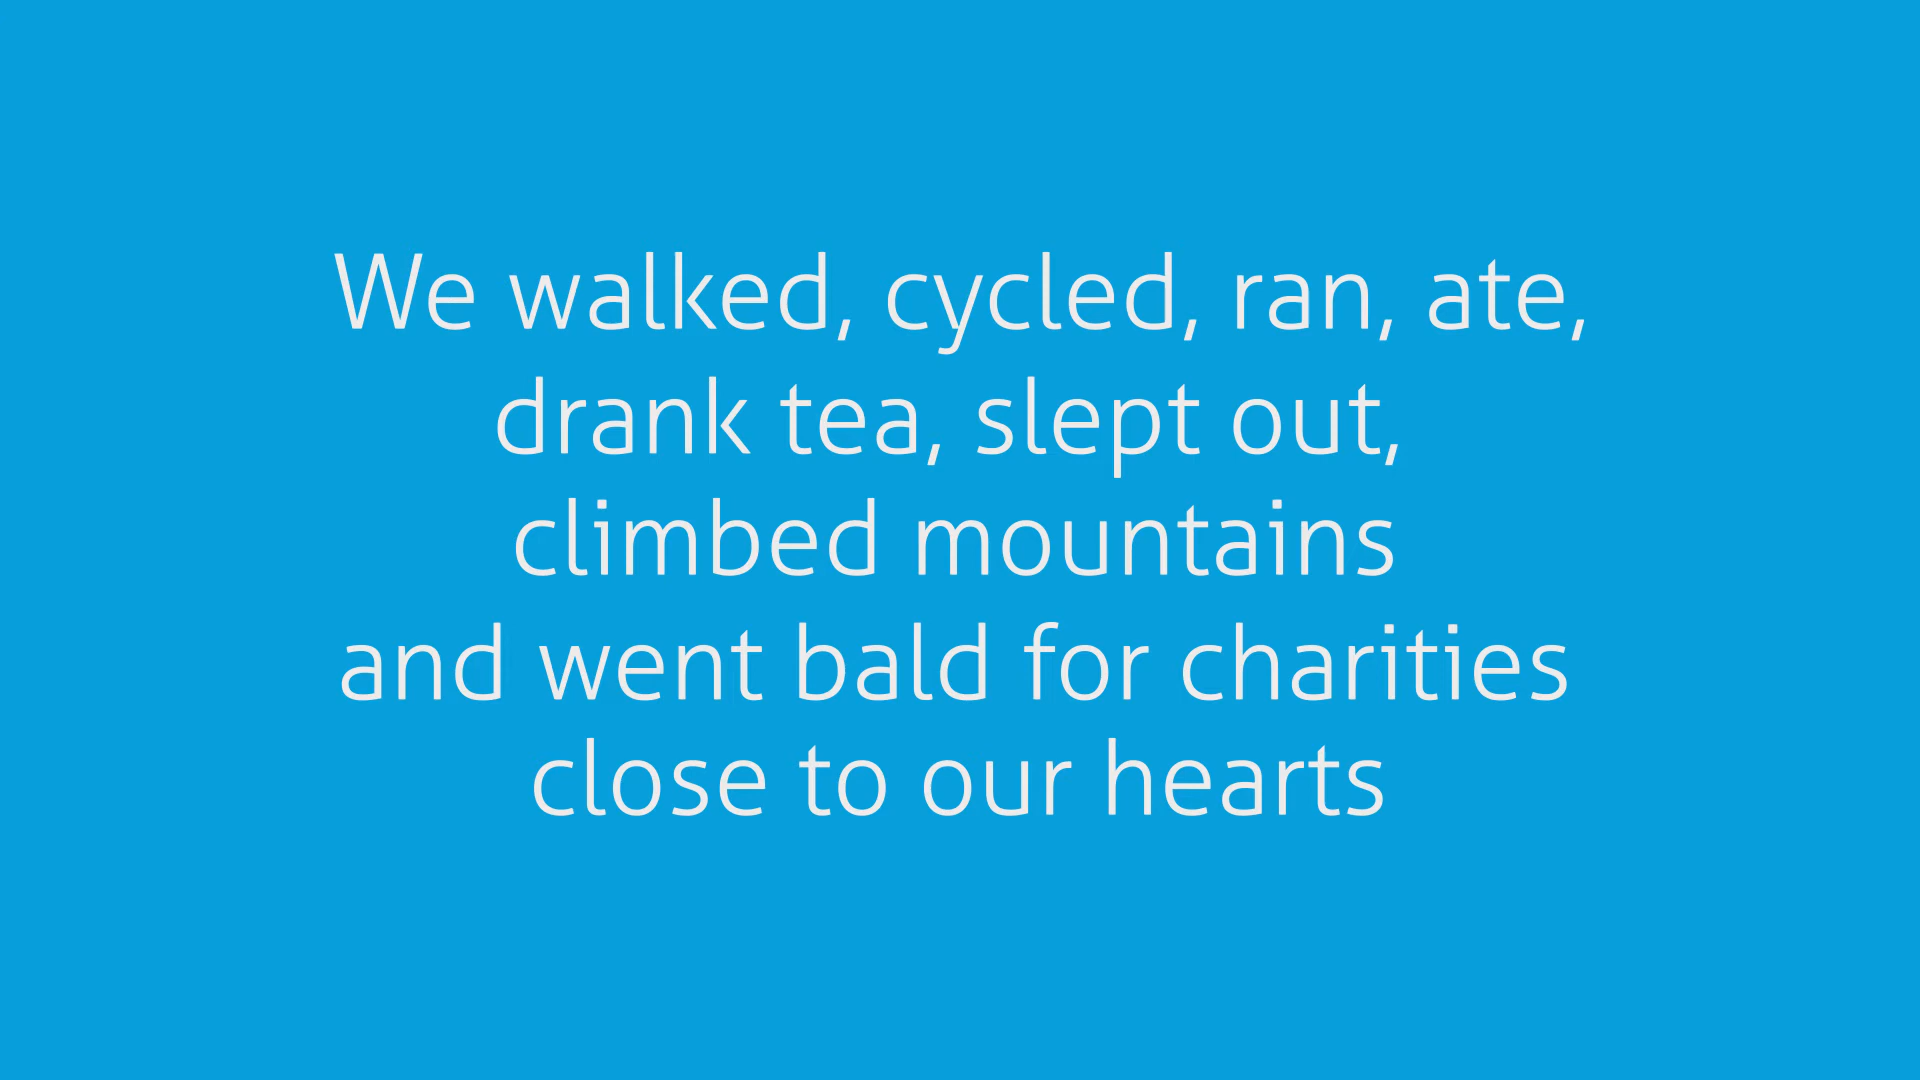 We walked, cycled, ran, ate,
drank tea, slept out,
climbed mountains
and went bald for charities
close to our hearts